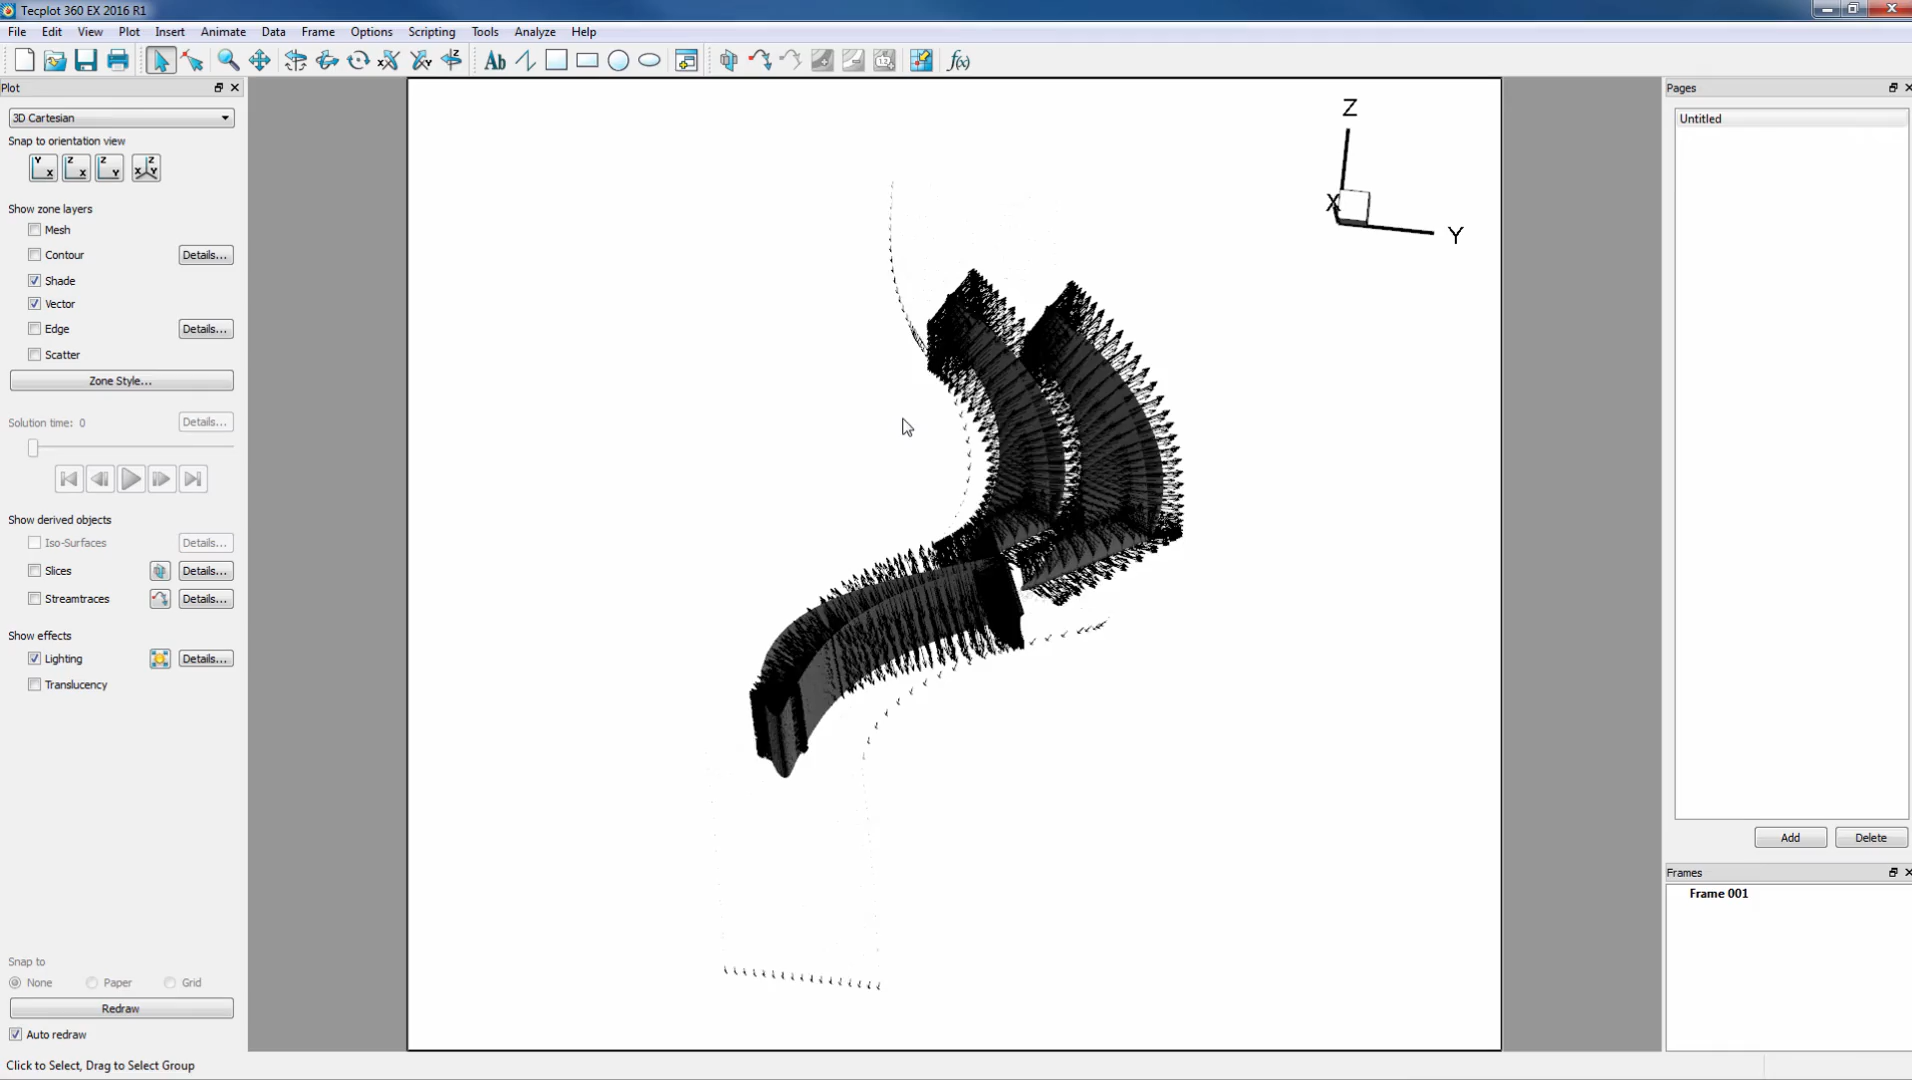 Tecplot 360 EX 2016 R1
File Edit View Plot Insert Animate Data Frame Options Scripting Tools Analyze Help
Ab f(x)
Plot
3D Cartesian
Snap to orientation view
Y X Z X Z Y X Z Y
Show zone layers
Mesh
Contour Details...
Shade
Vector
Edge Details...
Scatter
Zone Style...
Solution time: 0 Details...
Show derived objects
Iso-Surfaces Details...
Slices Details...
Streamtraces Details...
Show effects
Lighting Details...
Translucency
Snap to
None Paper Grid
Redraw
Auto redraw
Click to Select, Drag to Select Group
Z
X
Y
Pages
Untitled
Add Delete
Frames
Frame 001